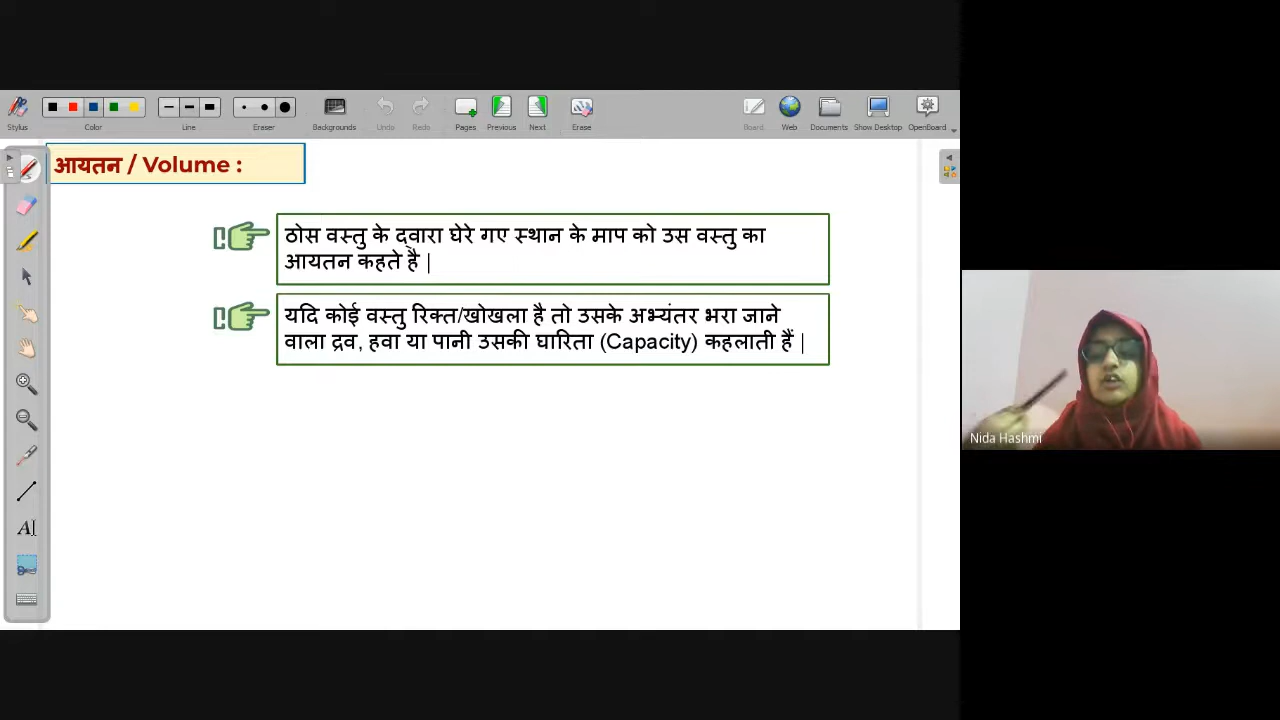 Stylus
Color
Line
Eraser
Backgrounds
Undo
Redo
Pages
Previous
Next
Erase
Board
Web
Documents
Show Desktop
OpenBoard
आयतन / Volume :
ठोस वस्तु के द्वारा घेरे गए स्थान के माप को उस वस्तु का
आयतन कहते है |
यदि कोई वस्तु रिक्त/खोखला है तो उसके अभ्यंतर भरा जाने
वाला द्रव, हवा या पानी उसकी घारिता (Capacity) कहलाती हैं |
Nida Hashmi